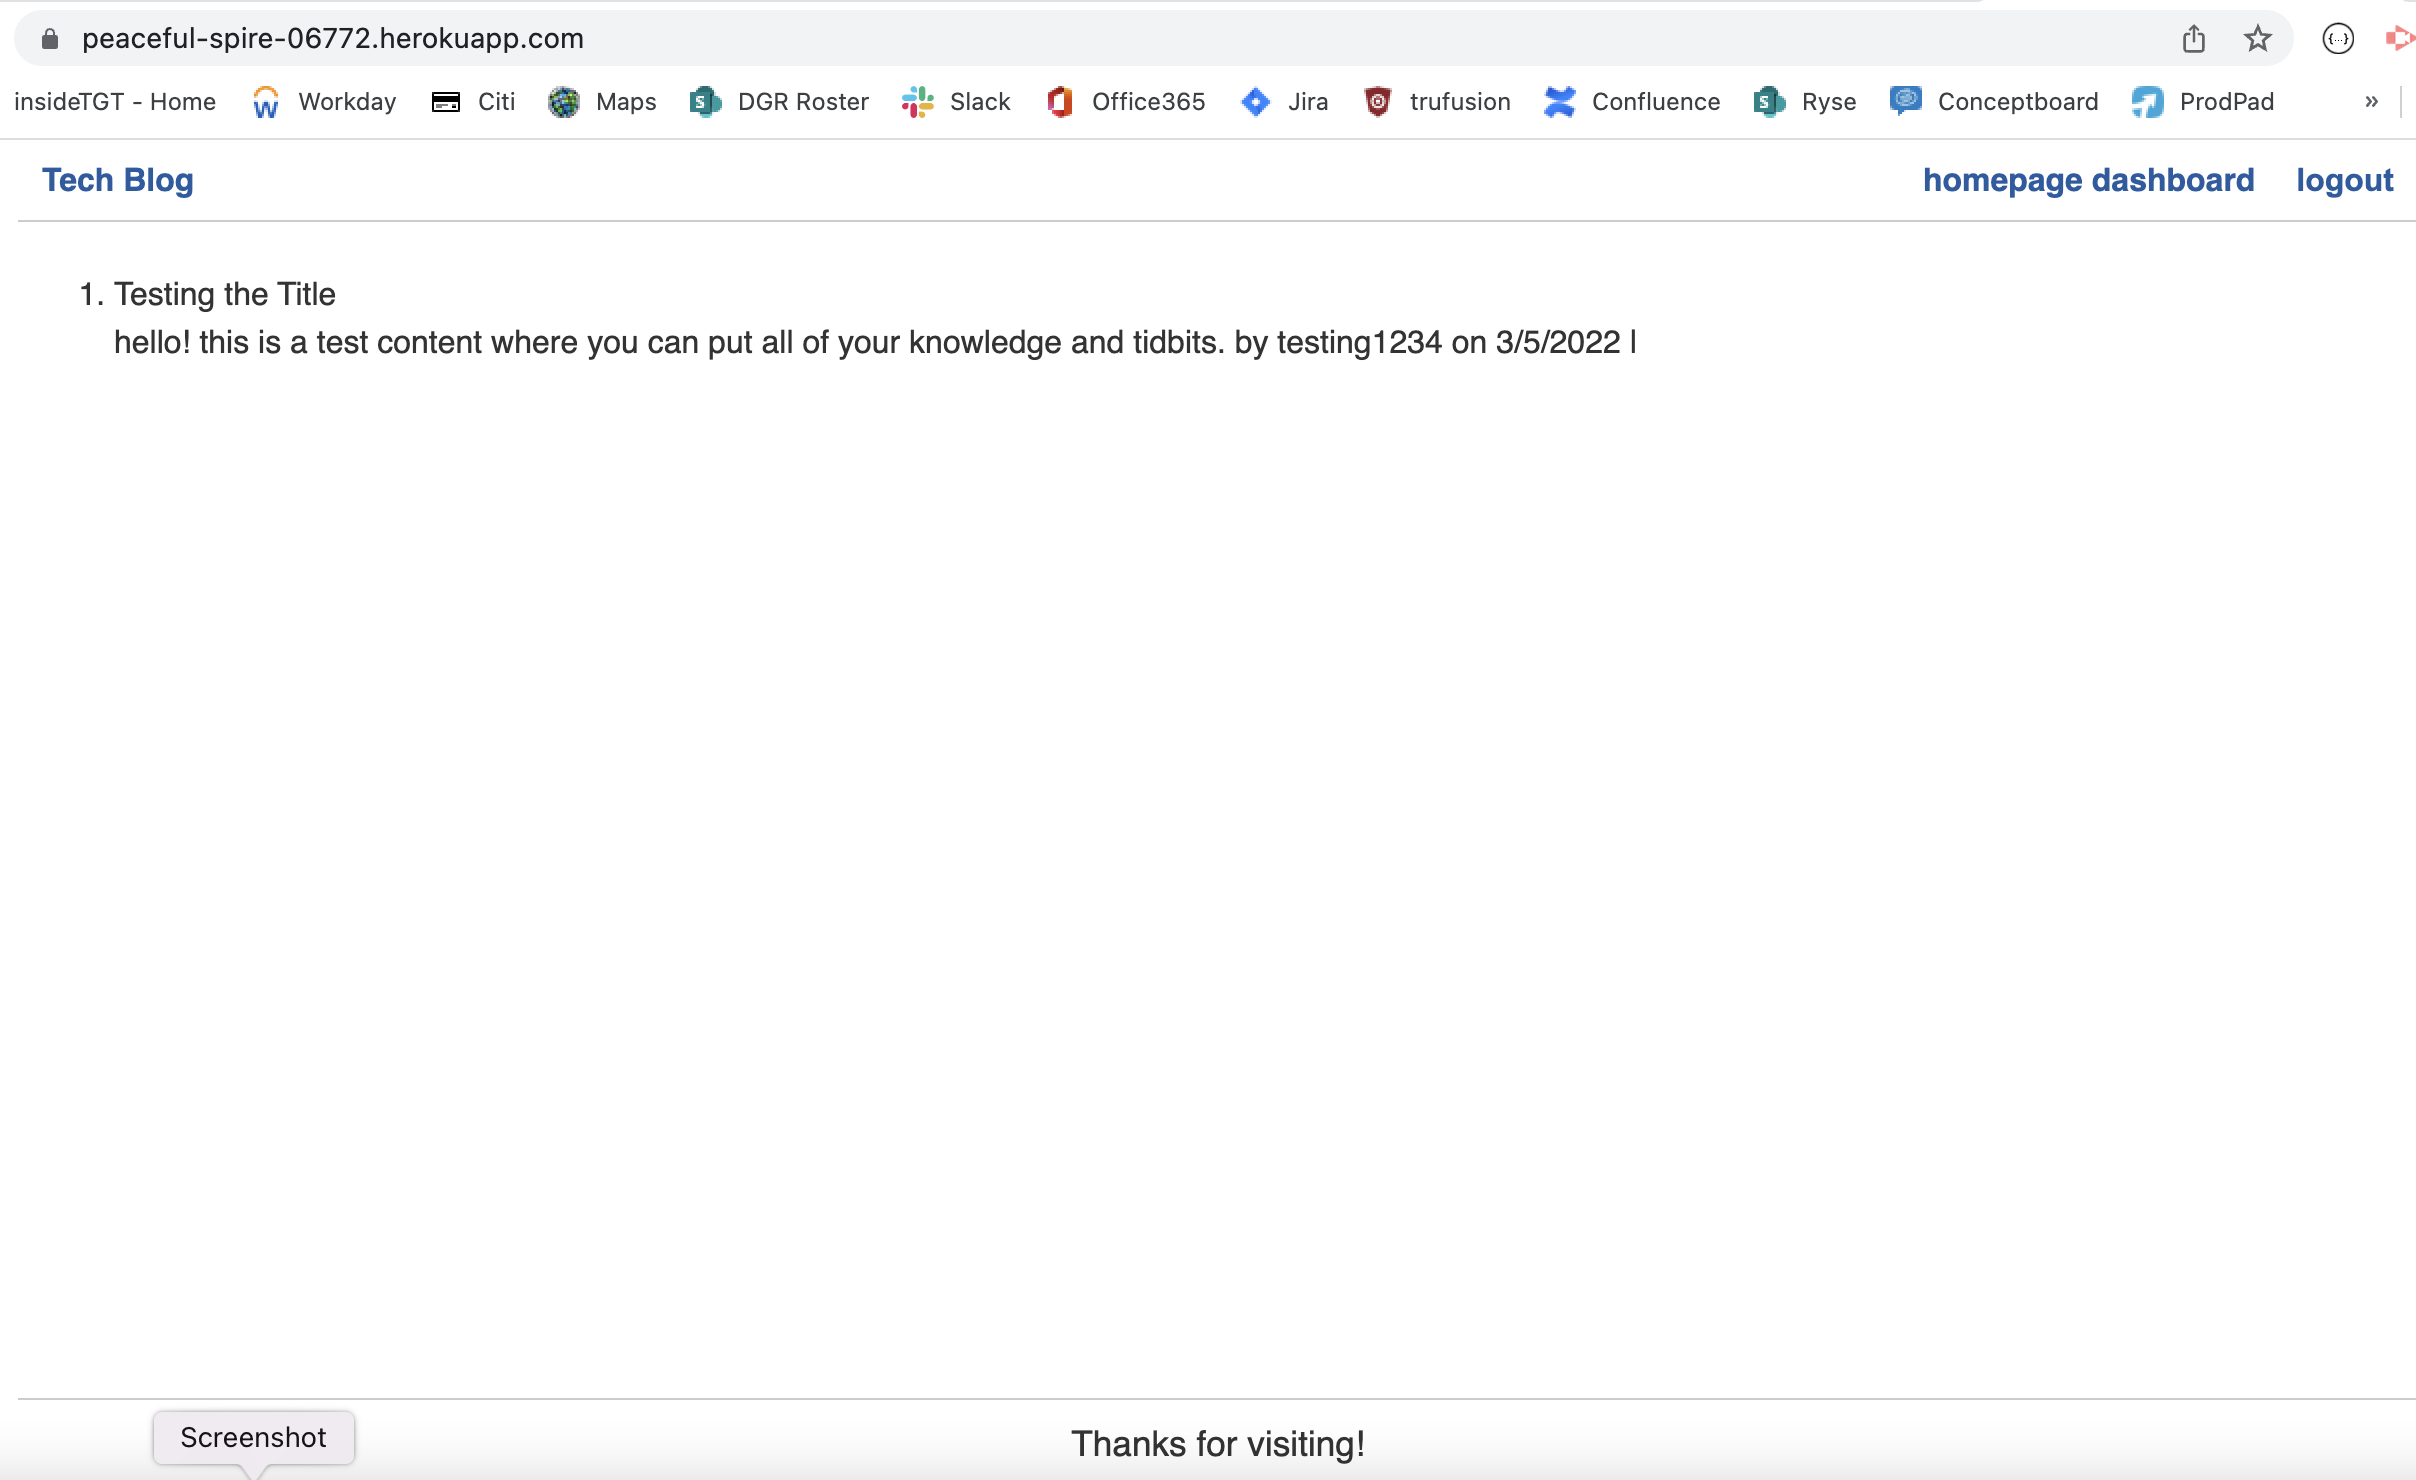 peaceful-spire-06772.herokuapp.com
insideTGT - Home Workday Citi Maps DGR Roster Slack Office365 Jira trufusion Confluence Ryse Conceptboard ProdPad »
Tech Blog homepage dashboard logout
1. Testing the Title
hello! this is a test content where you can put all of your knowledge and tidbits. by testing1234 on 3/5/2022 |
Screenshot
Thanks for visiting!